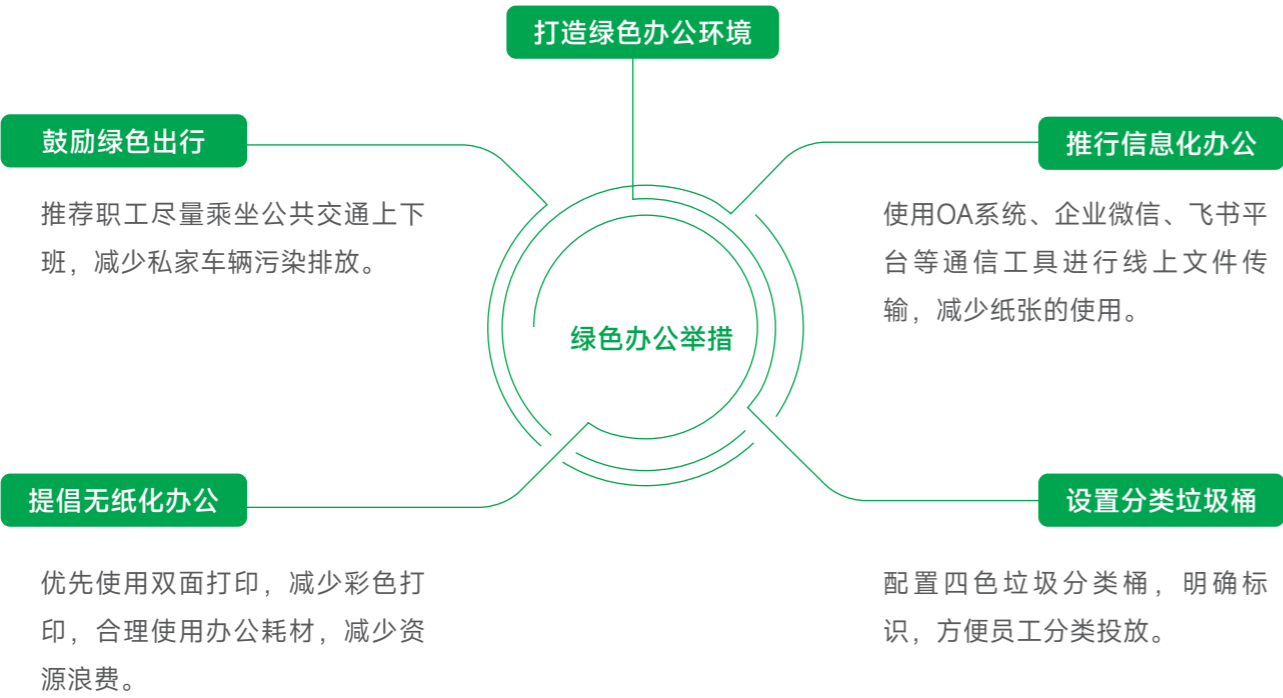 打造绿色办公环境
鼓励绿色出行
推荐职工尽量乘坐公共交通上下
班，减少私家车辆污染排放。
推行信息化办公
使用OA系统、企业微信、飞书平
台等通信工具进行线上文件传
输，减少纸张的使用。
绿色办公举措
提倡无纸化办公
优先使用双面打印，减少彩色打
印，合理使用办公耗材，减少资
源浪费。
设置分类垃圾桶
配置四色垃圾分类桶，明确标
识，方便员工分类投放。